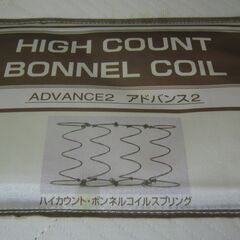 HIGH COUNT
BONNEL COIL
ADVANCE2 アドバンス2
ハイカウント・ボンネルコイルスプリング